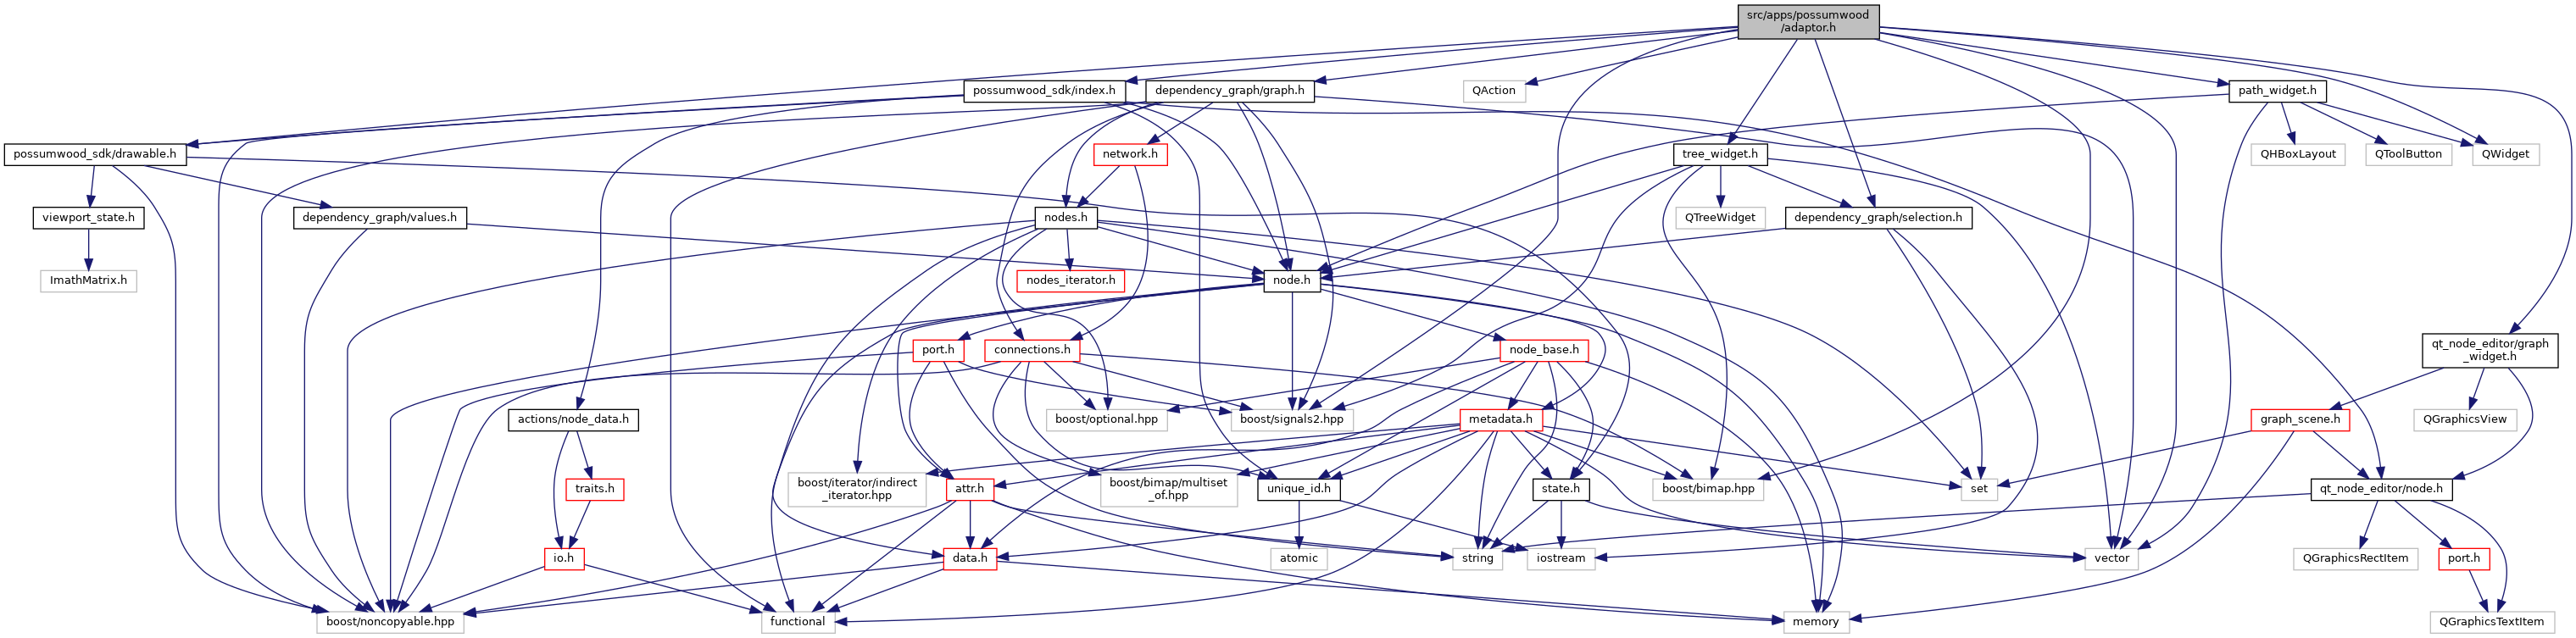 src/apps/possumwood
/adaptor.h
possumwood_sdk/index.h
dependency_graph/graph.h
QAction
path_widget.h
possumwood_sdk/drawable.h
network.h
tree_widget.h
QHBoxLayout
QToolButton
QWidget
viewport_state.h
dependency_graph/values.h
nodes.h
QTreeWidget
dependency_graph/selection.h
ImathMatrix.h
nodes_iterator.h
node.h
port.h
connections.h
node_base.h
qt_node_editor/graph
_widget.h
actions/node_data.h
boost/optional.hpp
boost/signals2.hpp
metadata.h
graph_scene.h
QGraphicsView
traits.h
boost/iterator/indirect
_iterator.hpp
attr.h
boost/bimap/multiset
_of.hpp
unique_id.h
state.h
boost/bimap.hpp
set
qt_node_editor/node.h
io.h
data.h
atomic
string
iostream
vector
QGraphicsRectItem
port.h
boost/noncopyable.hpp
functional
memory
QGraphicsTextItem